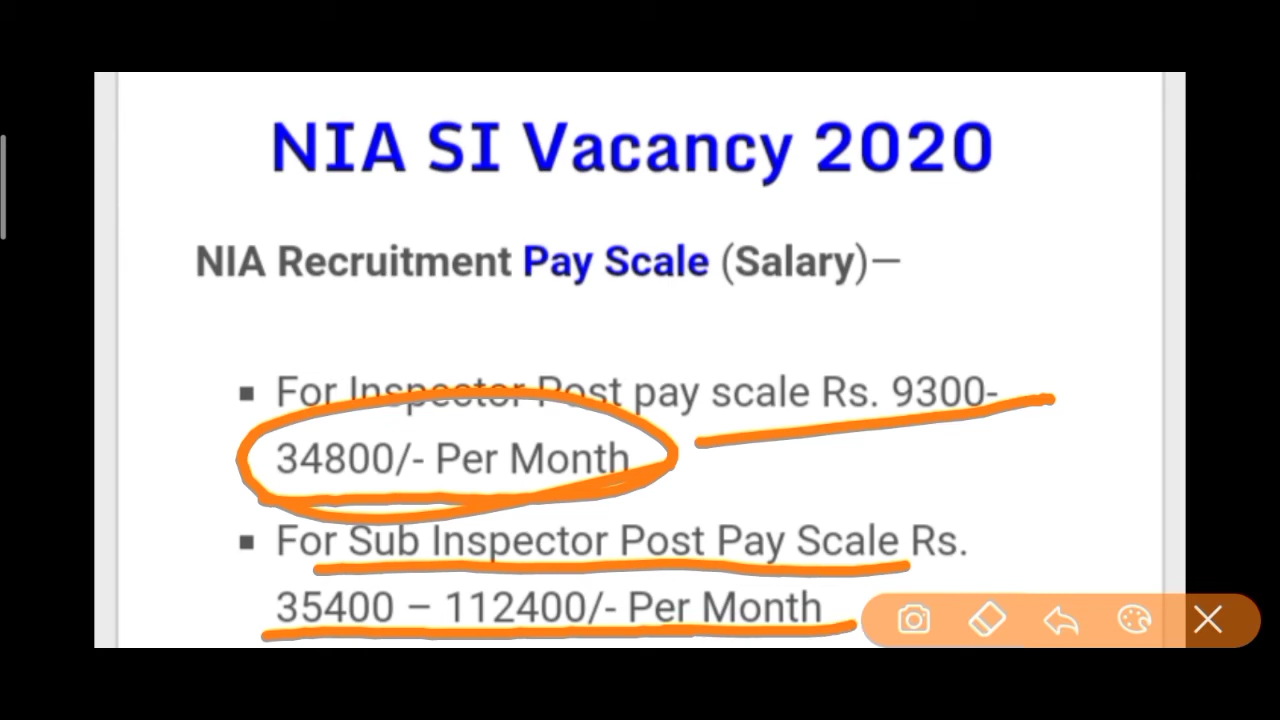 NIA SI Vacancy 2020
NIA Recruitment Pay Scale (Salary)—
▪ For Inspector Post pay scale Rs. 9300-
34800/- Per Month
▪ For Sub Inspector Post Pay Scale Rs.
35400 – 112400/- Per Month